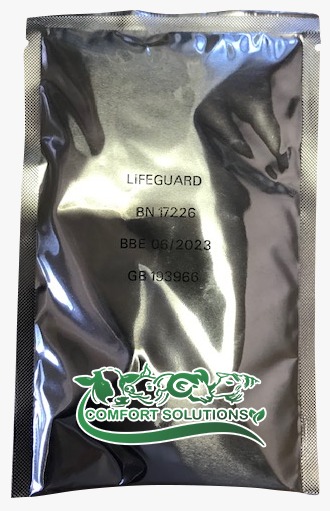 LIFEGUARD
BN 17226
BBE 06/2023
GB 193966
COMFORT SOLUTIONS